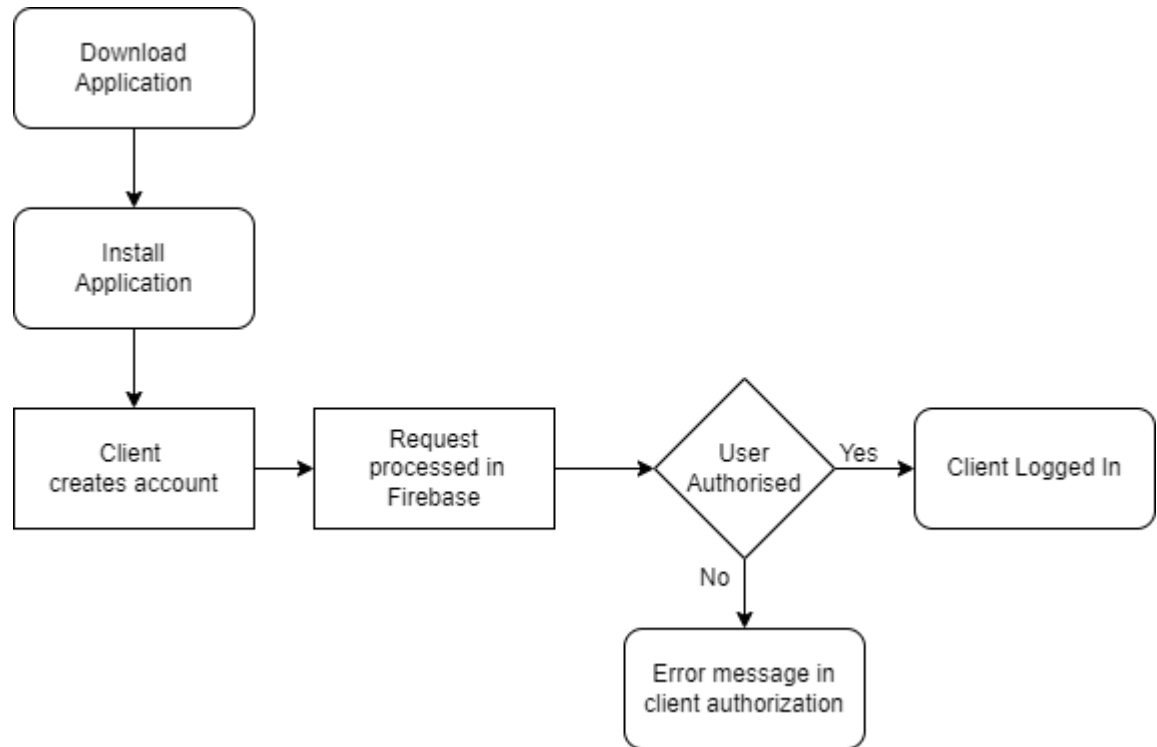 Download
Application
Install
Application
Client
creates account
Request
processed in
Firebase
User
Authorised
Yes
Client Logged In
No
Error message in
client authorization